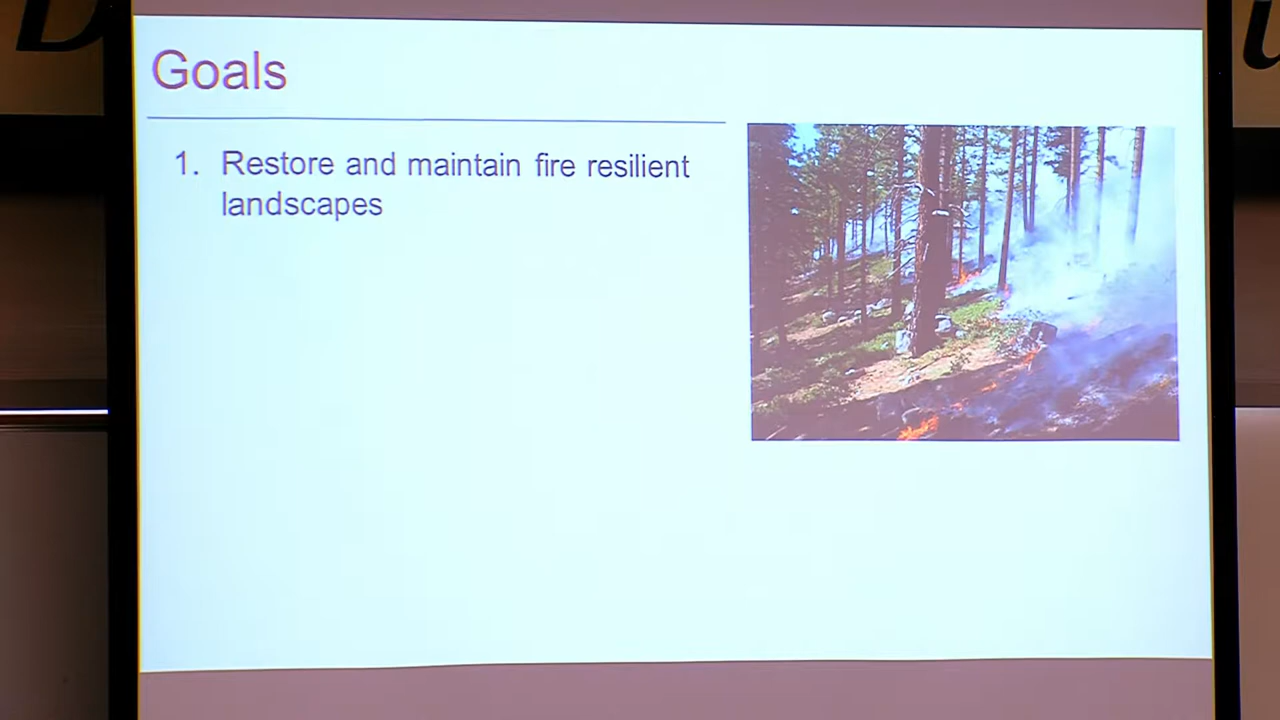 Goals
1. Restore and maintain fire resilient
landscapes